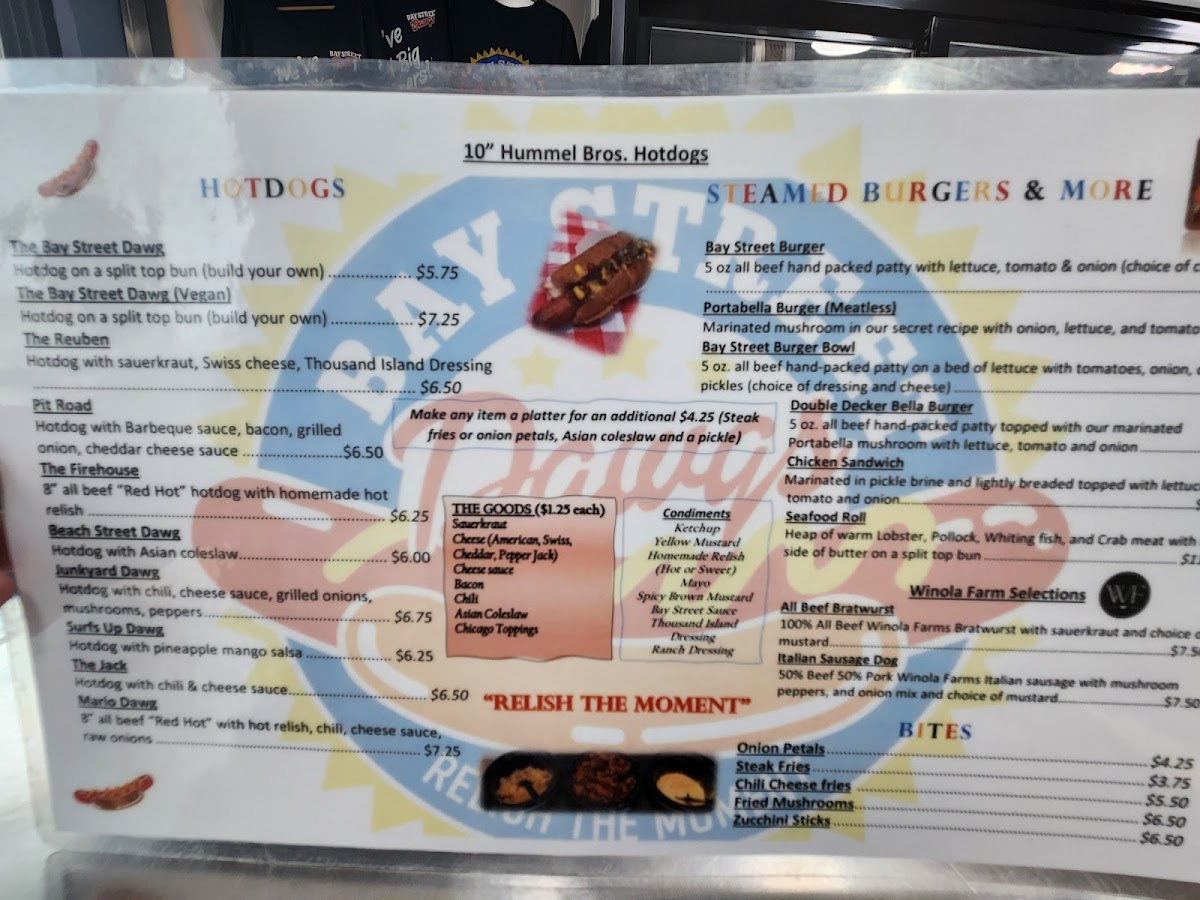 10" Hummel Bros. Hotdogs
HOTDOGS
The Bay Street Dawg
Hotdog on a split top bun (build your own) ................ $5.75
The Bay Street Dawg (Vegan)
Hotdog on a split top bun (build your own) ................ $7.25
The Reuben
Hotdog with sauerkraut, Swiss cheese, Thousand Island Dressing
................ $6.50
Pit Road
Hotdog with Barbeque sauce, bacon, grilled
onion, cheddar cheese sauce ................ $6.50
The Firehouse
8" all beef "Red Hot" hotdog with homemade hot
relish ................ $6.25
Beach Street Dawg
Hotdog with Asian coleslaw ................ $6.00
Junkyard Dawg
Hotdog with chili, cheese sauce, grilled onions,
mushrooms, peppers ................ $6.75
Surfs Up Dawg
Hotdog with pineapple mango salsa ................ $6.25
The Jack
Hotdog with chili & cheese sauce ................ $6.50
Mario Dawg
8" all beef "Red Hot" with hot relish, chili, cheese sauce,
raw onions ................ $7.25
Make any item a platter for an additional $4.25 (Steak
fries or onion petals, Asian coleslaw and a pickle)
THE GOODS ($1.25 each)
Sauerkraut
Cheese (American, Swiss,
Cheddar, Pepper Jack)
Cheese sauce
Bacon
Chili
Asian Coleslaw
Chicago Toppings
Condiments
Ketchup
Yellow Mustard
Homemade Relish
(Hot or Sweet)
Mayo
Spicy Brown Mustard
Bay Street Sauce
Thousand Island
Dressing
Ranch Dressing
"RELISH THE MOMENT"
STEAMED BURGERS & MORE
Bay Street Burger
5 oz all beef hand packed patty with lettuce, tomato & onion (choice of
Portabella Burger (Meatless)
Marinated mushroom in our secret recipe with onion, lettuce, and tomato
Bay Street Burger Bowl
5 oz. all beef hand-packed patty on a bed of lettuce with tomatoes, onion,
pickles (choice of dressing and cheese)
Double Decker Bella Burger
5 oz. all beef hand-packed patty topped with our marinated
Portabella mushroom with lettuce, tomato and onion
Chicken Sandwich
Marinated in pickle brine and lightly breaded topped with
tomato and onion
Seafood Roll
Heap of warm Lobster, Pollock, Whiting fish, and Crab meat with
side of butter on a split top bun
Winola Farm Selections
WF
All Beef Bratwurst
100% All Beef Winola Farms Bratwurst with sauerkraut and choice
mustard ................ $7.5
Italian Sausage Dog
50% Beef 50% Pork Winola Farms Italian sausage with mushroom
peppers, and onion mix and choice of mustard ................ $7.50
BITES
Onion Petals ................ $4.25
Steak Fries ................ $3.75
Chili Cheese fries ................ $5.50
Fried Mushrooms ................ $6.50
Zucchini Sticks ................ $6.50
BAY STREET
Dawgs